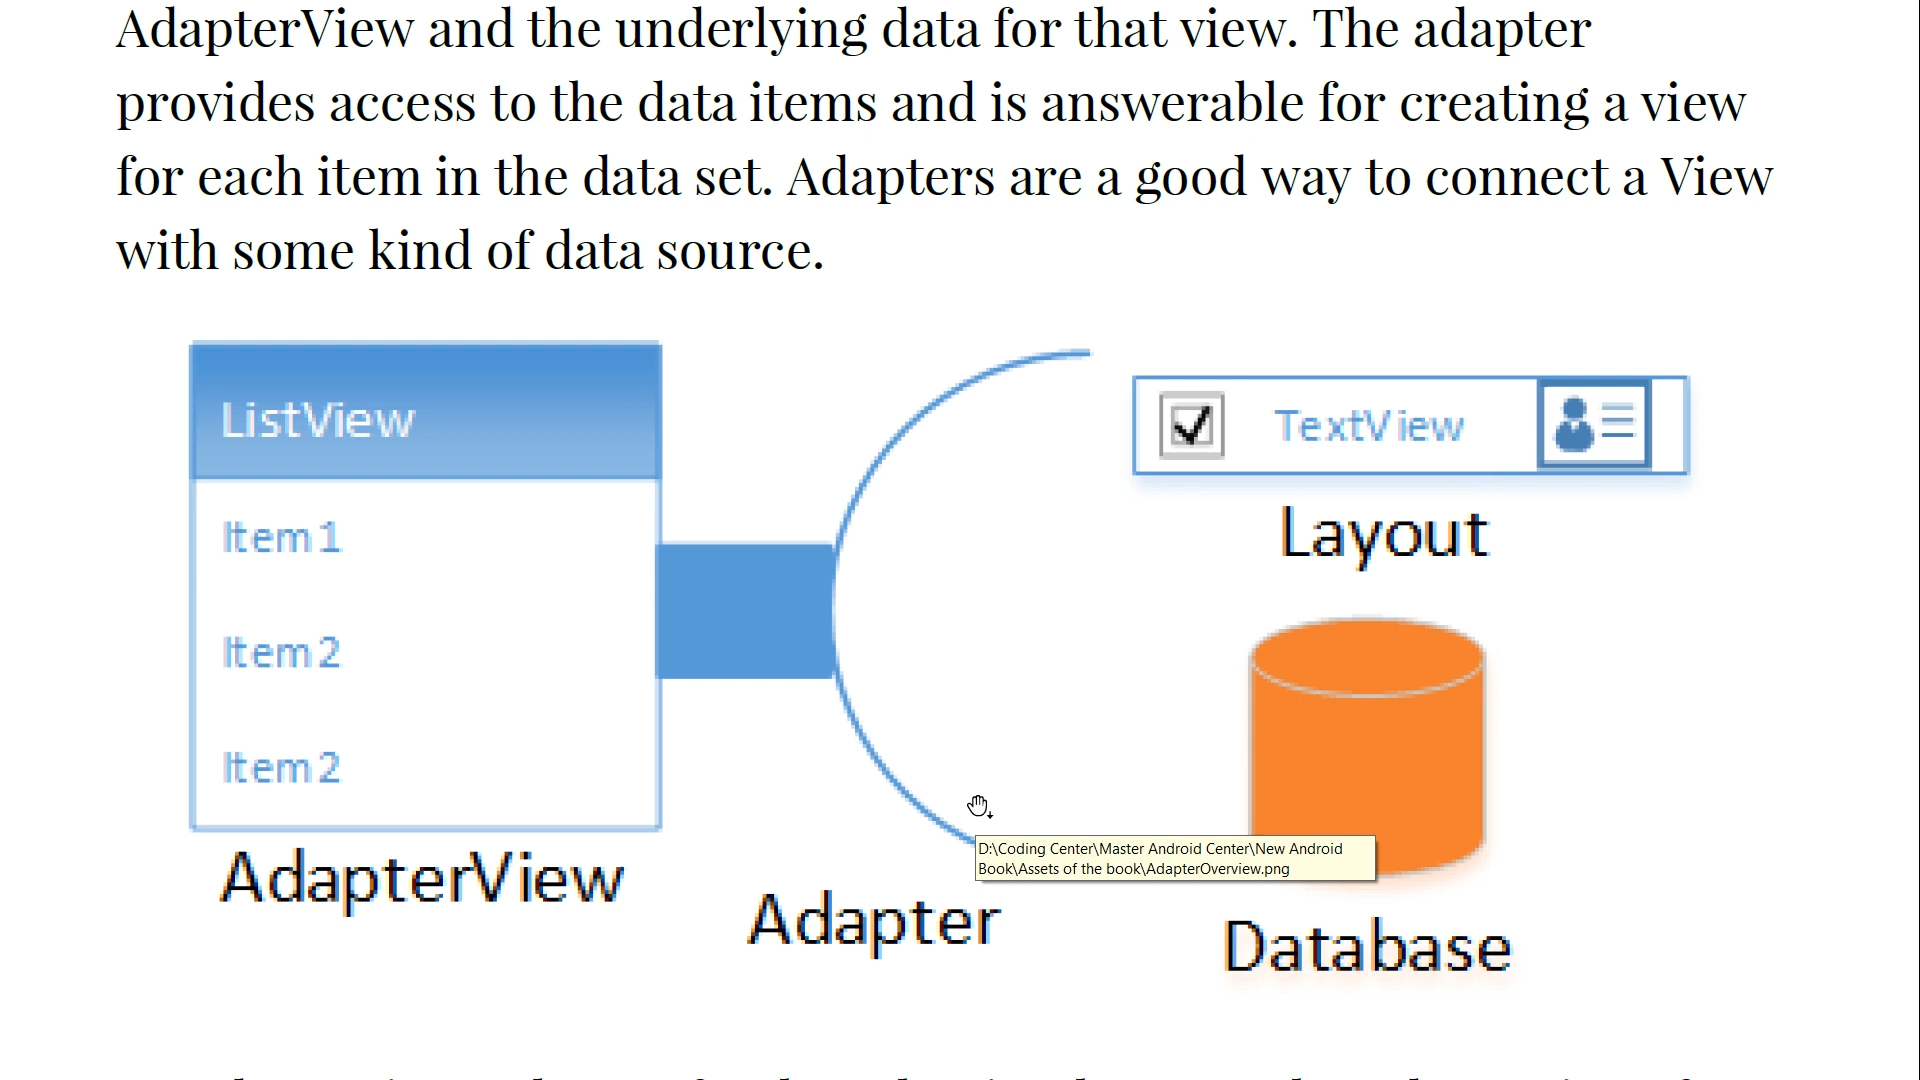 AdapterView and the underlying data for that view. The adapter
provides access to the data items and is answerable for creating a view
for each item in the data set. Adapters are a good way to connect a View
with some kind of data source.
ListView
Item1
Item2
Item2
AdapterView
Adapter
TextView
Layout
D:\Coding Center\Master Android Center\New Android
Book\Assets of the book\AdapterOverview.png
Database